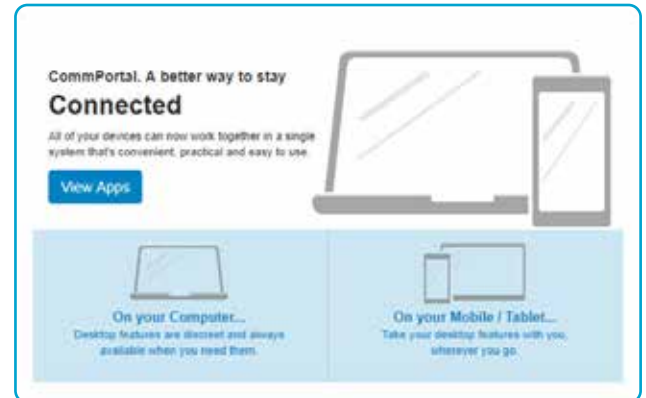 CommPortal. A better way to stay
Connected
All of your devices can now work together in a single
system that's convenient, practical and easy to use.
View Apps
On your Computer...
Desktop features are discreet and always
available when you need them.
On your Mobile / Tablet...
Take your desktop features with you,
wherever you go.